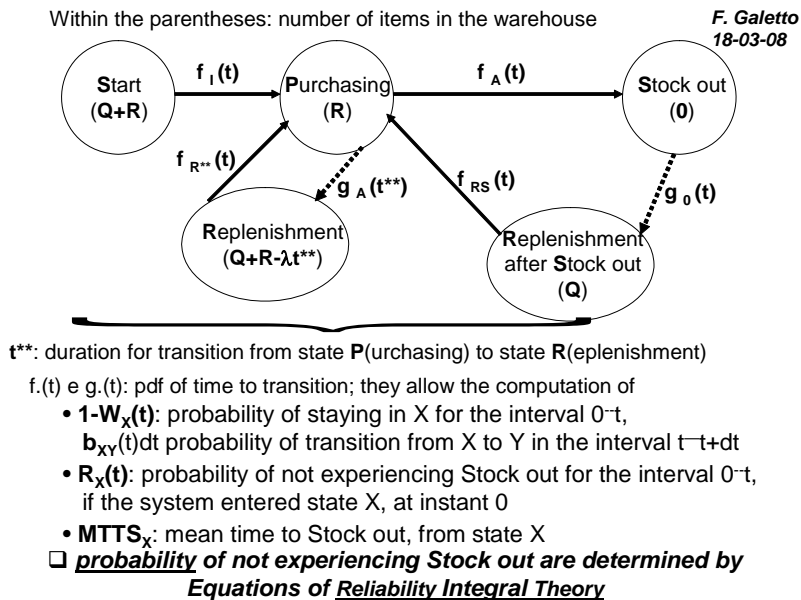 Within the parentheses: number of items in the warehouse
F. Galetto
18-03-08
Start
(Q+R)
f I (t)
Purchasing
(R)
f A (t)
Stock out
(0)
f R** (t)
g A (t**)
f RS (t)
g 0 (t)
Replenishment
(Q+R-λt**)
Replenishment
after Stock out
(Q)
t**: duration for transition from state P(urchasing) to state R(eplenishment)
f.(t) e g.(t): pdf of time to transition; they allow the computation of
• 1-WX(t): probability of staying in X for the interval 0--t,
bXY(t)dt probability of transition from X to Y in the interval t—t+dt
• RX(t): probability of not experiencing Stock out for the interval 0--t,
if the system entered state X, at instant 0
• MTTSX: mean time to Stock out, from state X
❑ probability of not experiencing Stock out are determined by
Equations of Reliability Integral Theory